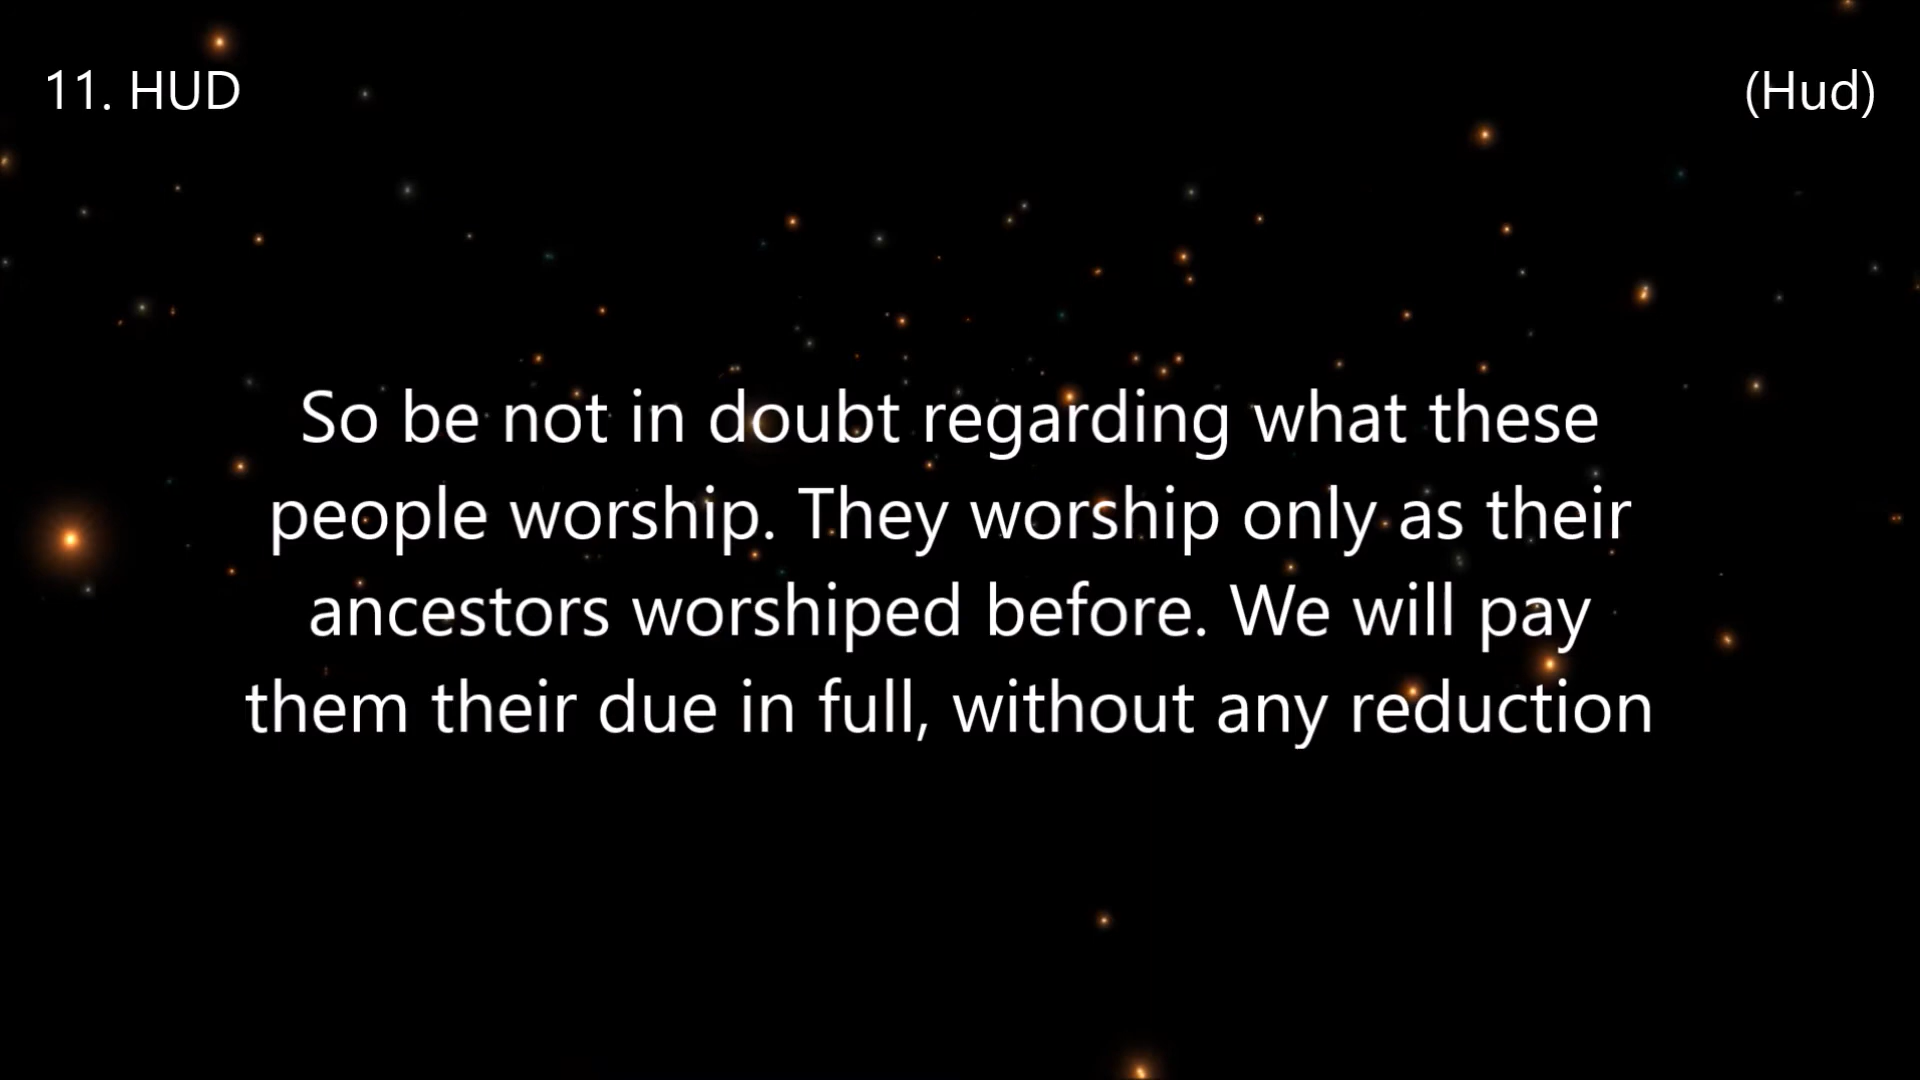 11. HUD
(Hud)
So be not in doubt regarding what these
people worship. They worship only as their
ancestors worshiped before. We will pay
them their due in full, without any reduction